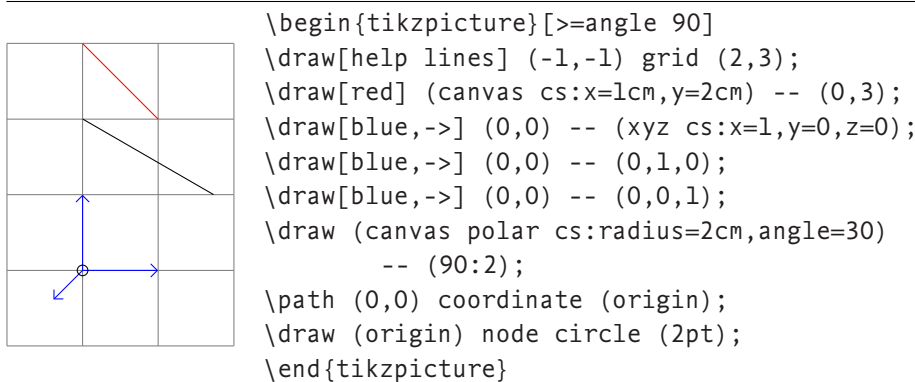 \begin{tikzpicture}[>=angle 90]
\draw[help lines] (-1,-1) grid (2,3);
\draw[red] (canvas cs:x=1cm,y=2cm) -- (0,3);
\draw[blue,->] (0,0) -- (xyz cs:x=1,y=0,z=0);
\draw[blue,->] (0,0) -- (0,1,0);
\draw[blue,->] (0,0) -- (0,0,1);
\draw (canvas polar cs:radius=2cm,angle=30)
-- (90:2);
\path (0,0) coordinate (origin);
\draw (origin) node circle (2pt);
\end{tikzpicture}